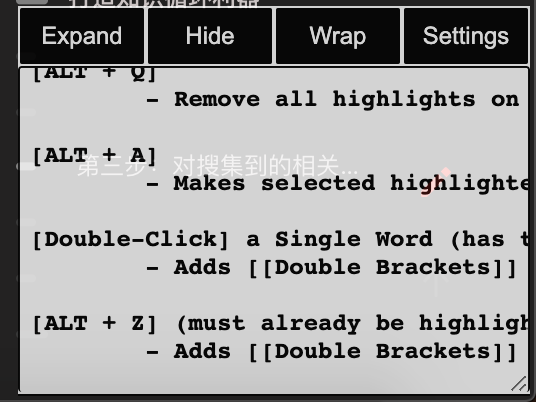 Expand Hide Wrap Settings
[ALT + Q]
- Remove all highlights on
[ALT + A]
第三步：对搜集到的相关...
- Makes selected highlighte
[Double-Click] a Single Word (has t
- Adds [[Double Brackets]]
[ALT + Z] (must already be highligh
- Adds [[Double Brackets]]